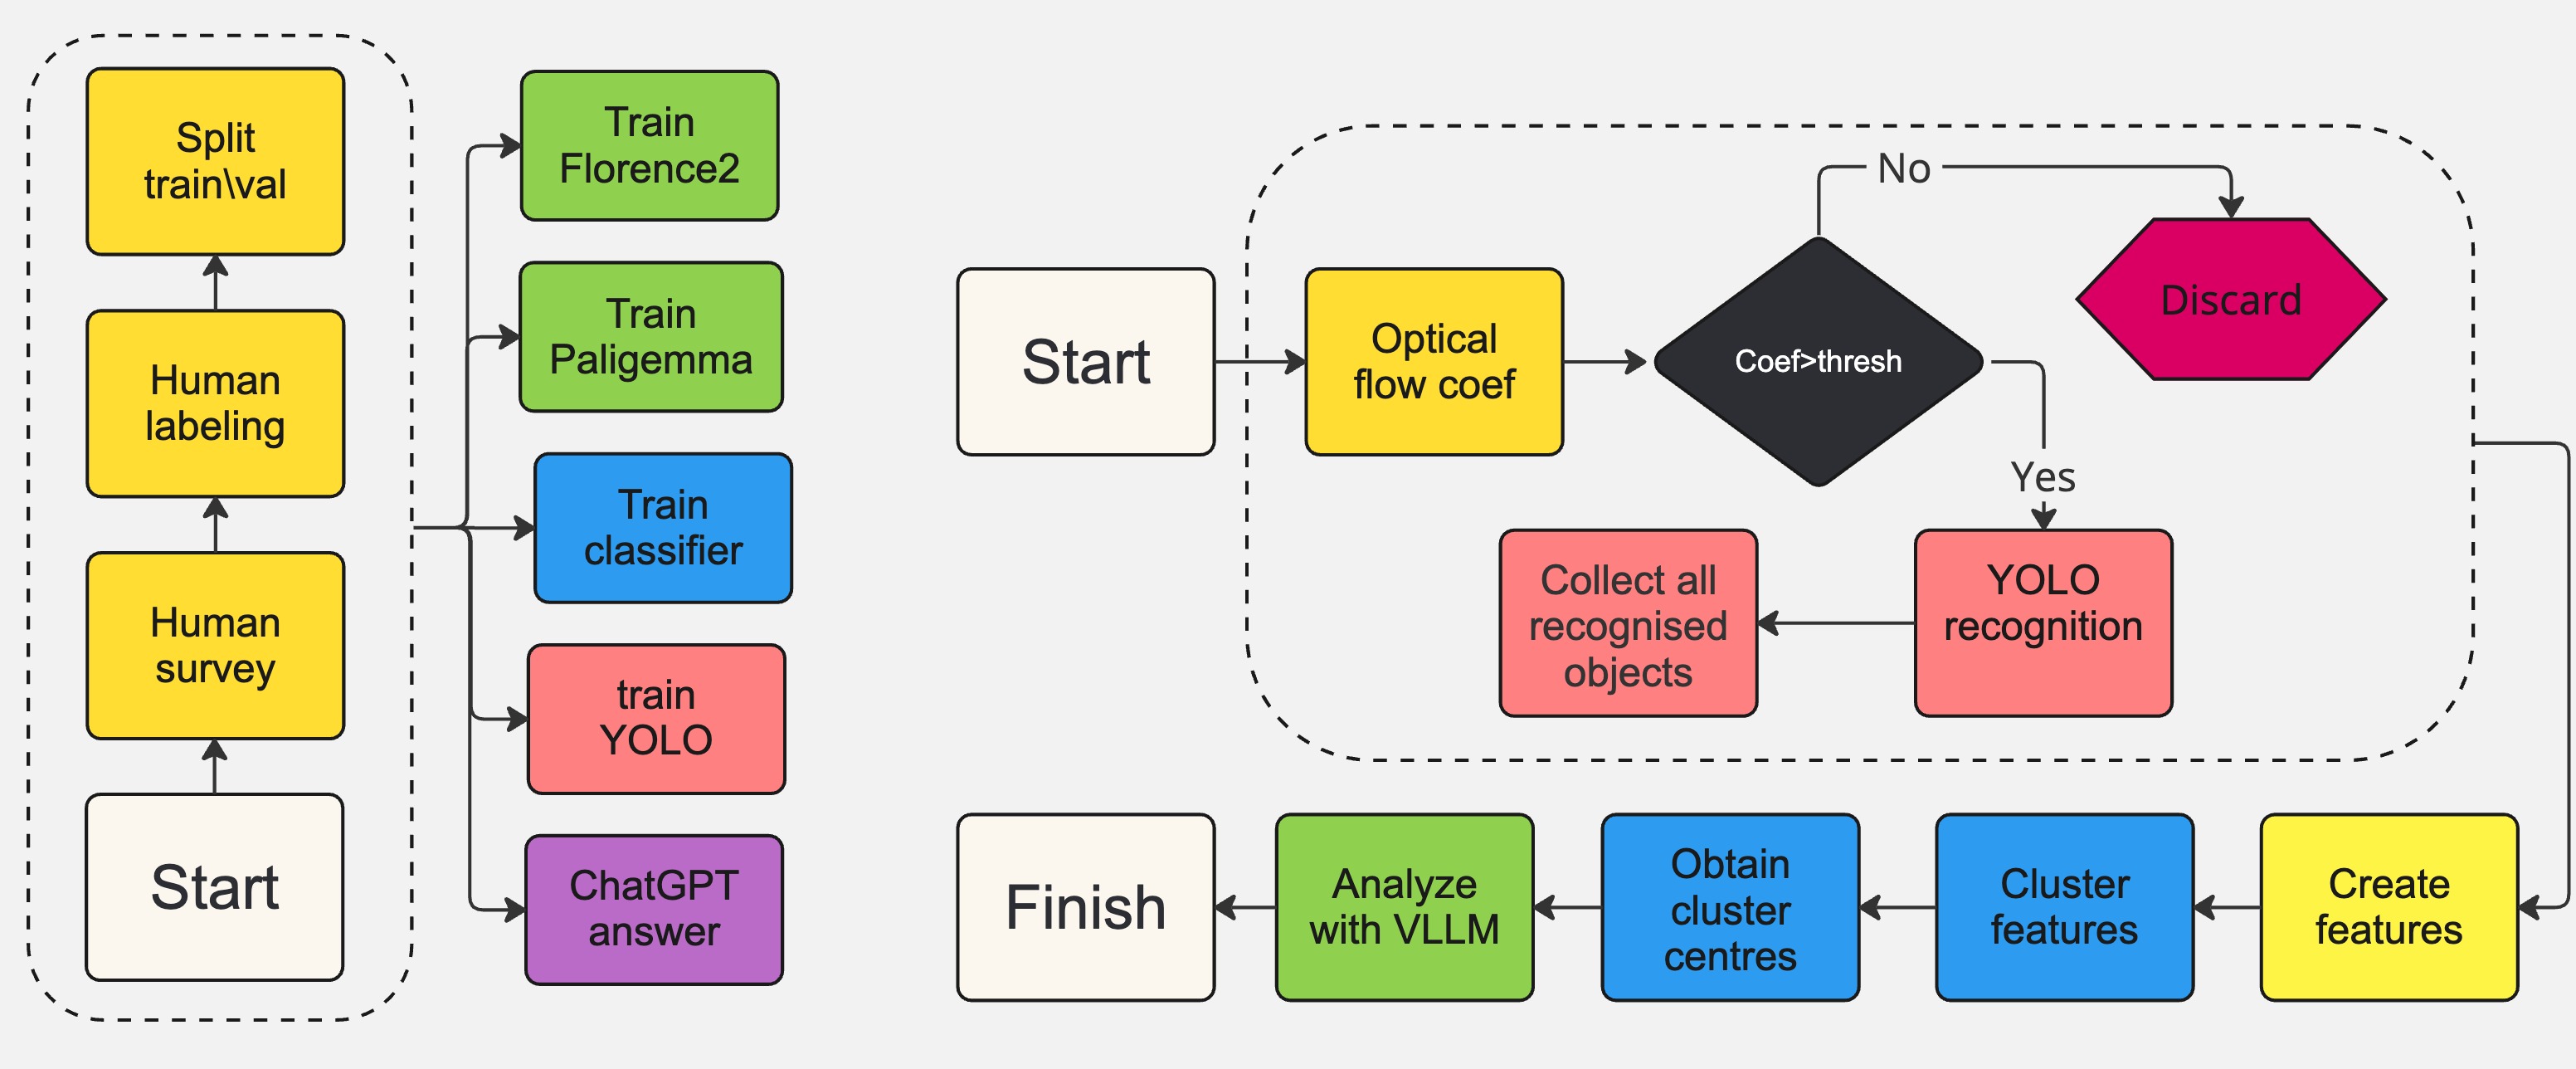 Split
train\val
Human
labeling
Human
survey
Start
Train
Florence2
Train
Paligemma
Train
classifier
train
YOLO
ChatGPT
answer
Start
Optical
flow coef
Coef>thresh
No
Discard
Yes
YOLO
recognition
Collect all
recognised
objects
Create
features
Cluster
features
Obtain
cluster
centres
Analyze
with VLLM
Finish